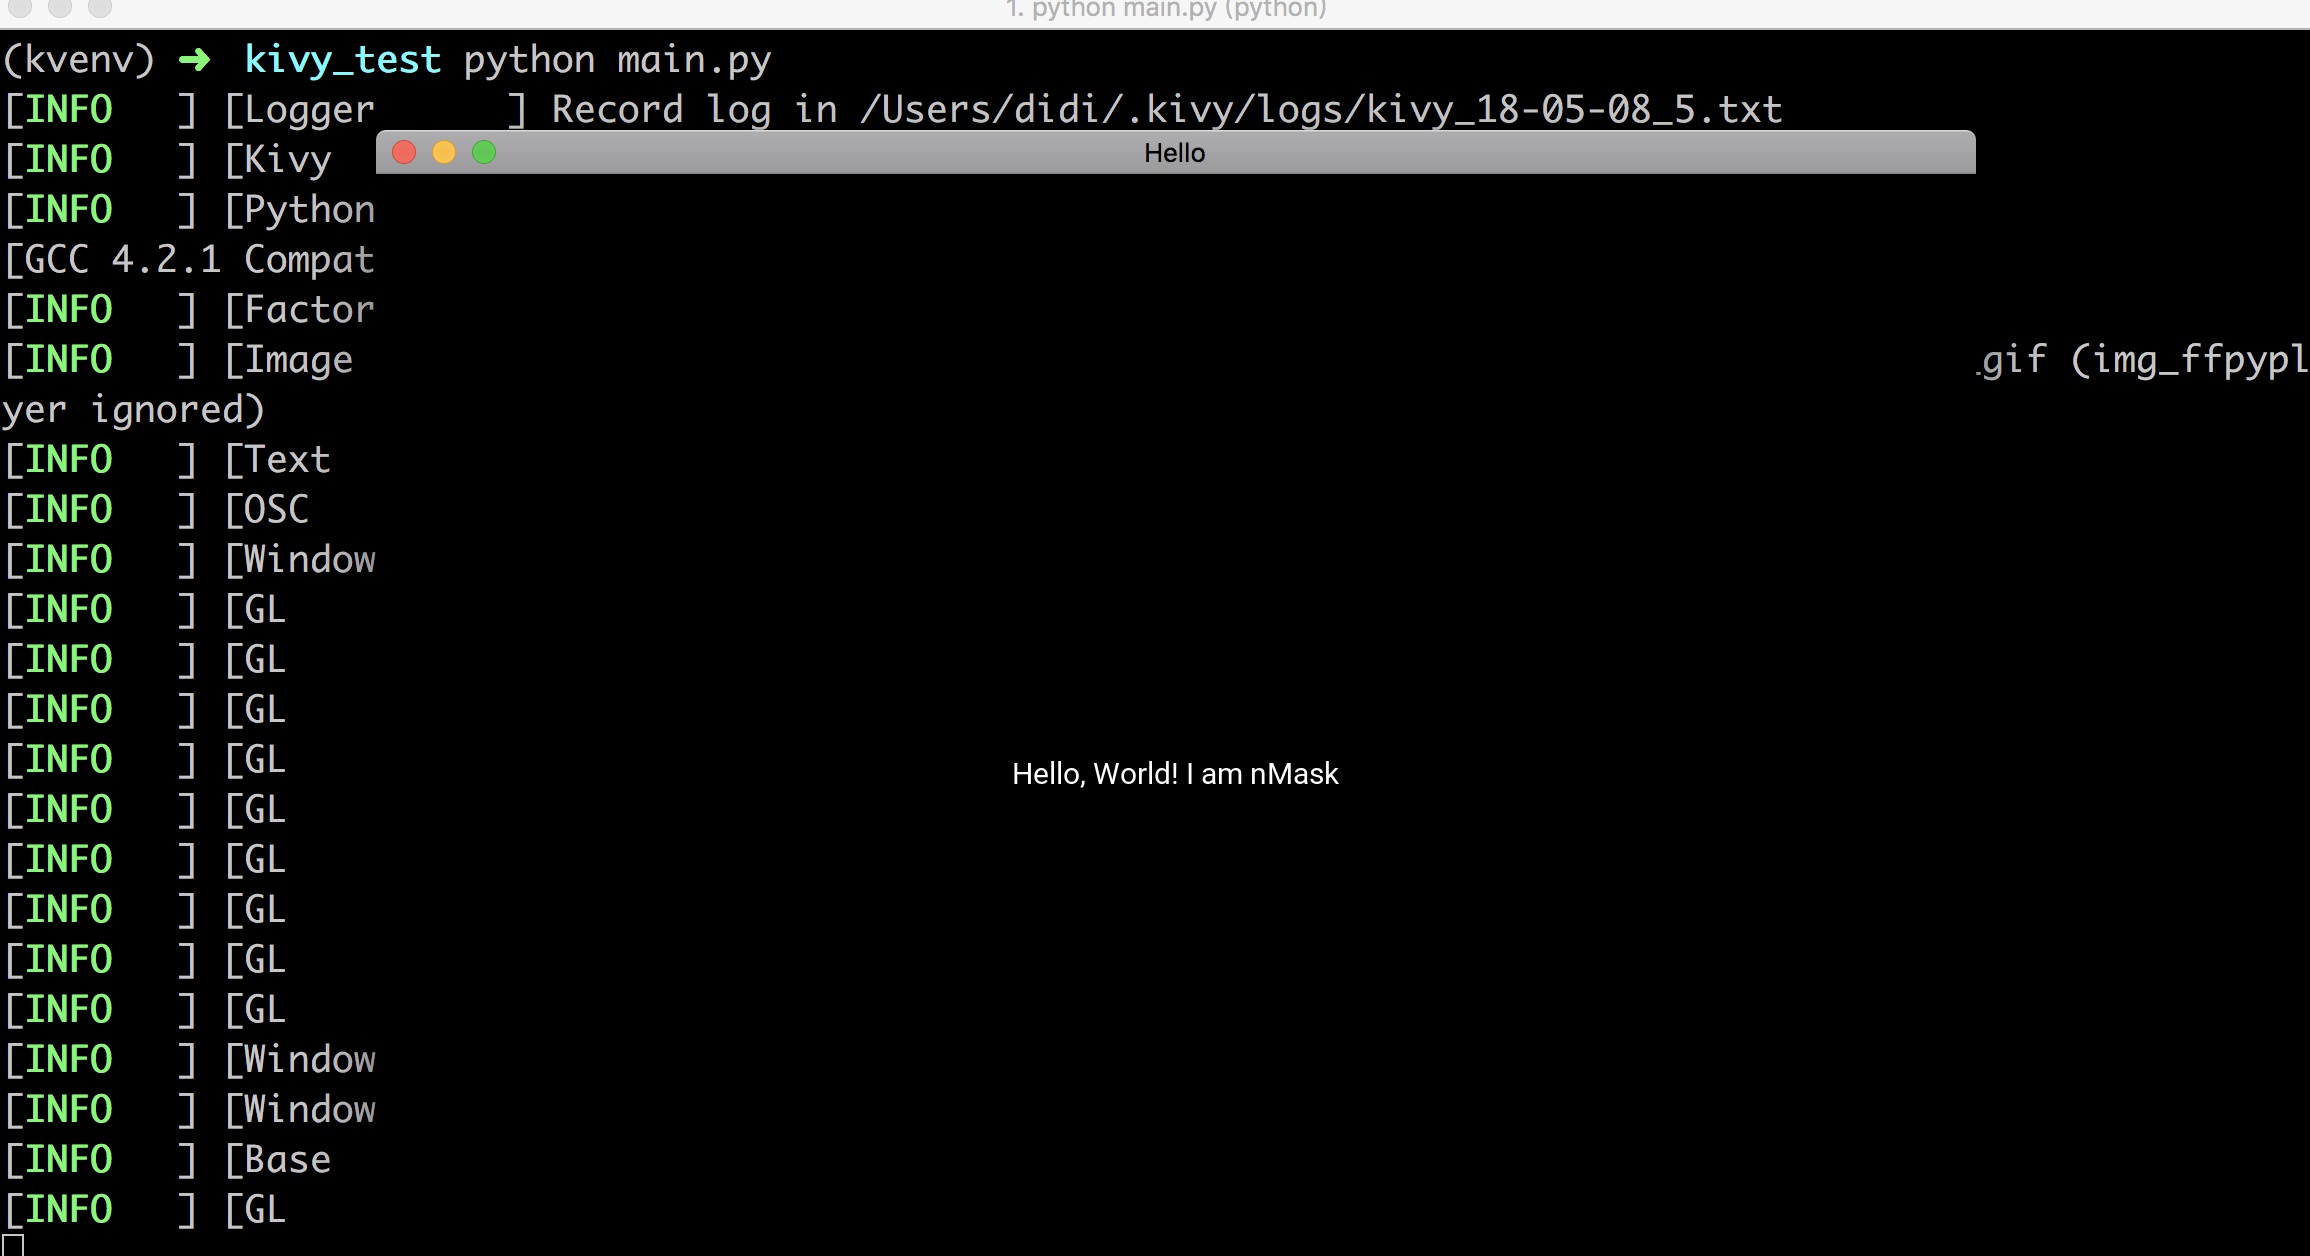 1. python main.py (python)
(kvenv) ➜ kivy_test python main.py
[INFO   ] [Logger      ] Record log in /Users/didi/.kivy/logs/kivy_18-05-08_5.txt
Hello
[INFO   ] [Kivy
[INFO   ] [Python
[GCC 4.2.1 Compat
[INFO   ] [Factor
[INFO   ] [Image gif (img_ffpypl
yer ignored)
[INFO   ] [Text
[INFO   ] [OSC
[INFO   ] [Window
[INFO   ] [GL
[INFO   ] [GL
[INFO   ] [GL
[INFO   ] [GL
Hello, World! I am nMask
[INFO   ] [GL
[INFO   ] [GL
[INFO   ] [GL
[INFO   ] [GL
[INFO   ] [GL
[INFO   ] [Window
[INFO   ] [Window
[INFO   ] [Base
[INFO   ] [GL